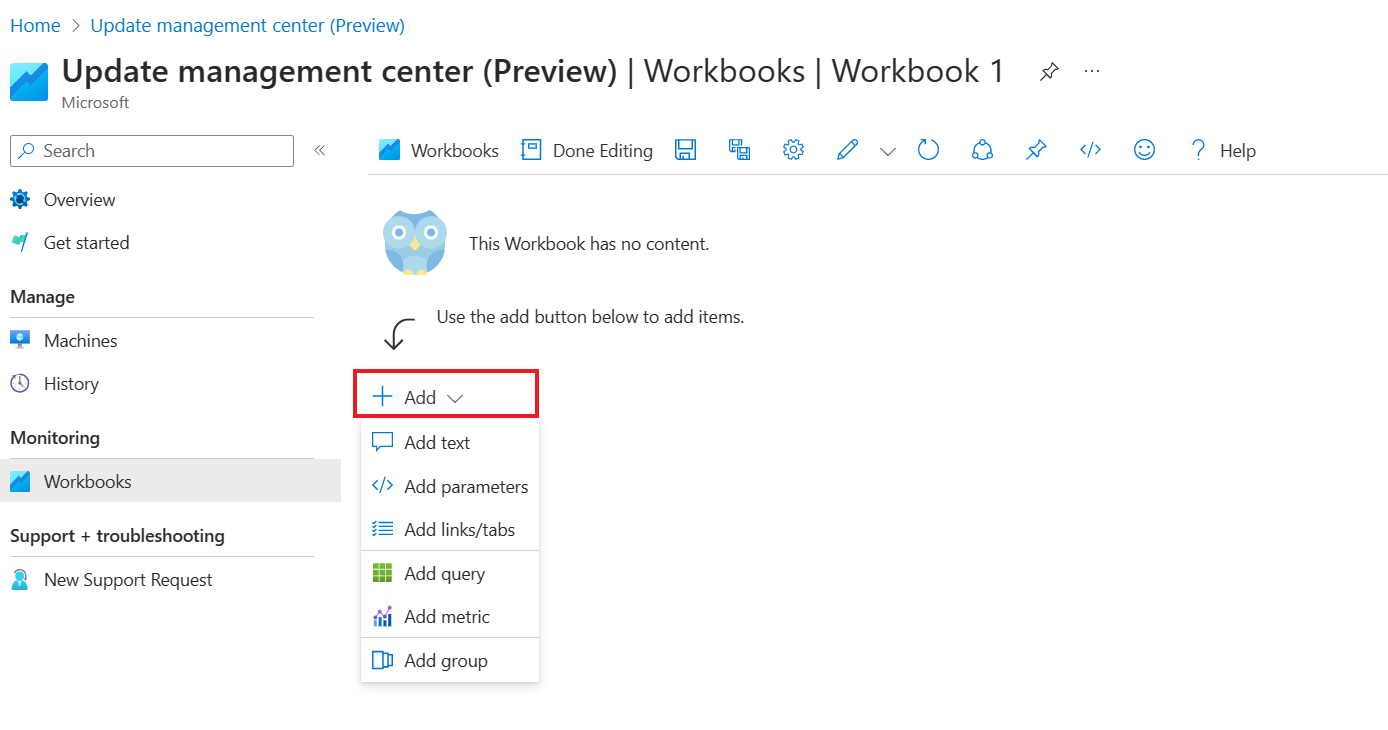 Home > Update management center (Preview)
Update management center (Preview) | Workbooks | Workbook 1 ...
Microsoft
Search «
Workbooks Done Editing </> ? Help
Overview
Get started
Manage
Machines
History
Monitoring
Workbooks
Support + troubleshooting
New Support Request
This Workbook has no content.
Use the add button below to add items.
+ Add
Add text
</> Add parameters
Add links/tabs
Add query
Add metric
Add group